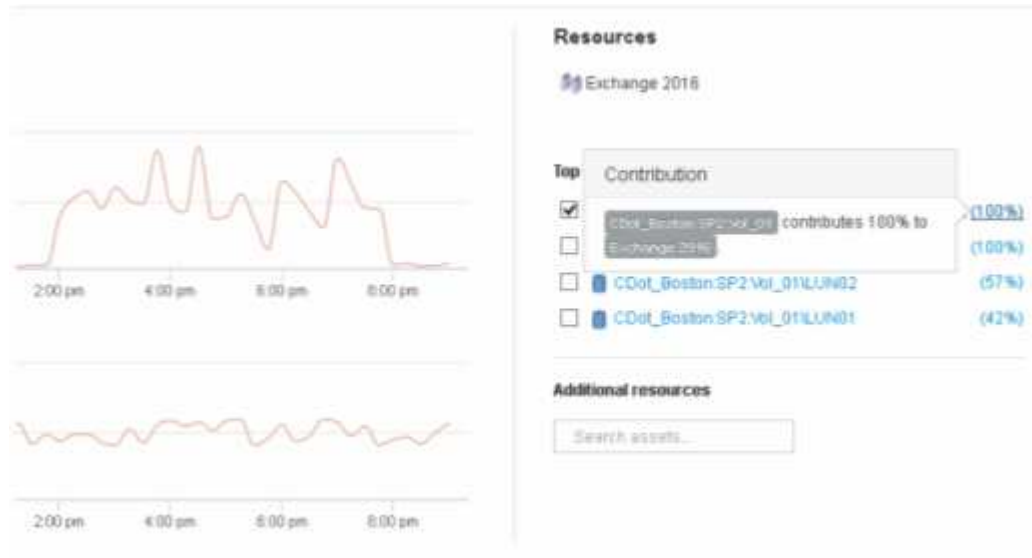 Resources
Exchange 2016
Top
Contribution
CDot_Boston:SP2:Vol_01 contributes 100% to
Exchange 2016
(100%)
(100%)
CDot_Boston:SP2:Vol_01\LUN02 (57%)
CDot_Boston:SP2:Vol_01\LUN01 (42%)
Additional resources
Search assets...
2:00 pm 4:00 pm 6:00 pm 8:00 pm
2:00 pm 4:00 pm 6:00 pm 8:00 pm